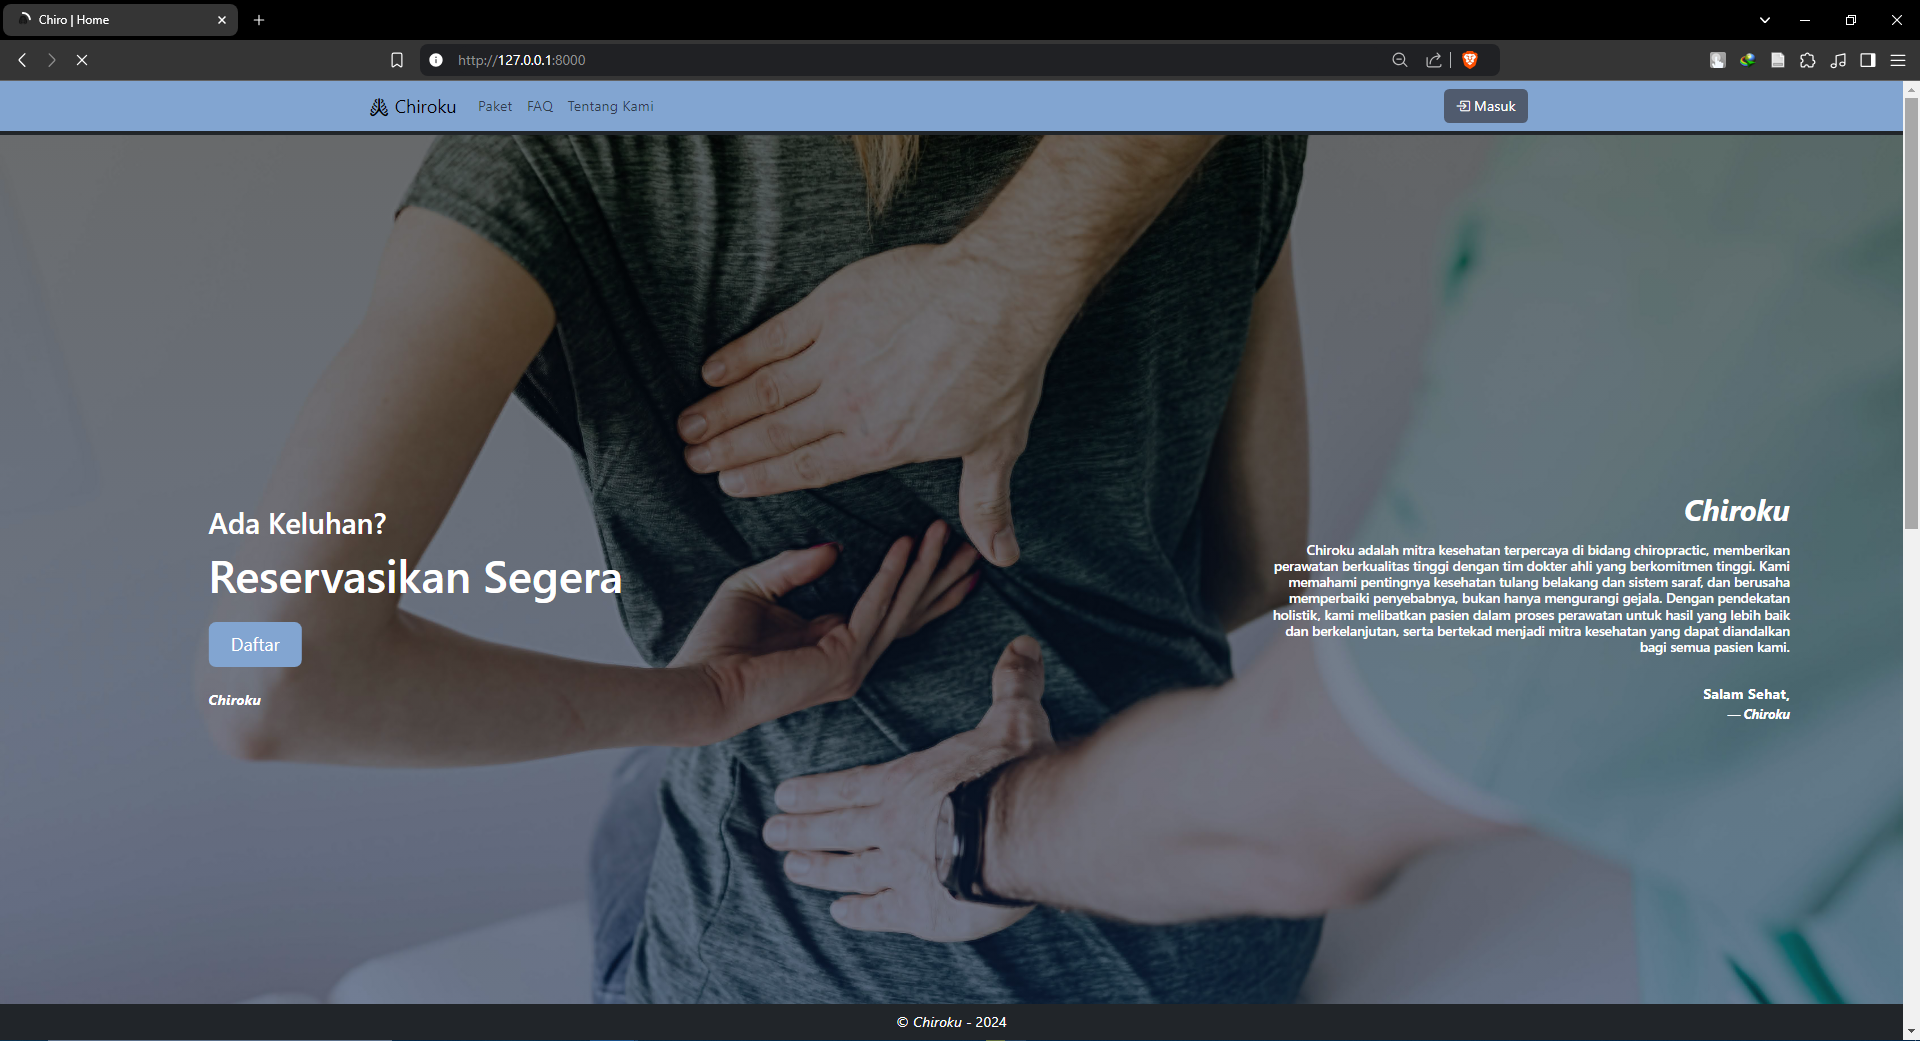 Chiro | Home
http://127.0.0.1:8000
Chiroku
Paket
FAQ
Tentang Kami
Masuk
Ada Keluhan?
Reservasikan Segera
Daftar
Chiroku
Chiroku
Chiroku adalah mitra kesehatan terpercaya di bidang chiropractic, memberikan
perawatan berkualitas tinggi dengan tim dokter ahli yang berkomitmen tinggi. Kami
memahami pentingnya kesehatan tulang belakang dan sistem saraf, dan berusaha
memperbaiki penyebabnya, bukan hanya mengurangi gejala. Dengan pendekatan
holistik, kami melibatkan pasien dalam proses perawatan untuk hasil yang lebih baik
dan berkelanjutan, serta bertekad menjadi mitra kesehatan yang dapat diandalkan
bagi semua pasien kami.
Salam Sehat,
— Chiroku
© Chiroku - 2024